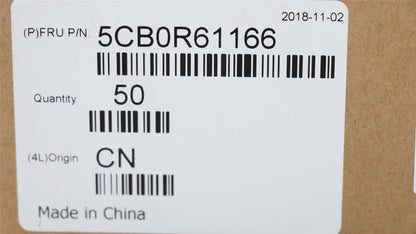 2018-11-02
(P)FRU P/N: 5CB0R61166
Quantity: 50
(4L)Origin: CN
Made in China